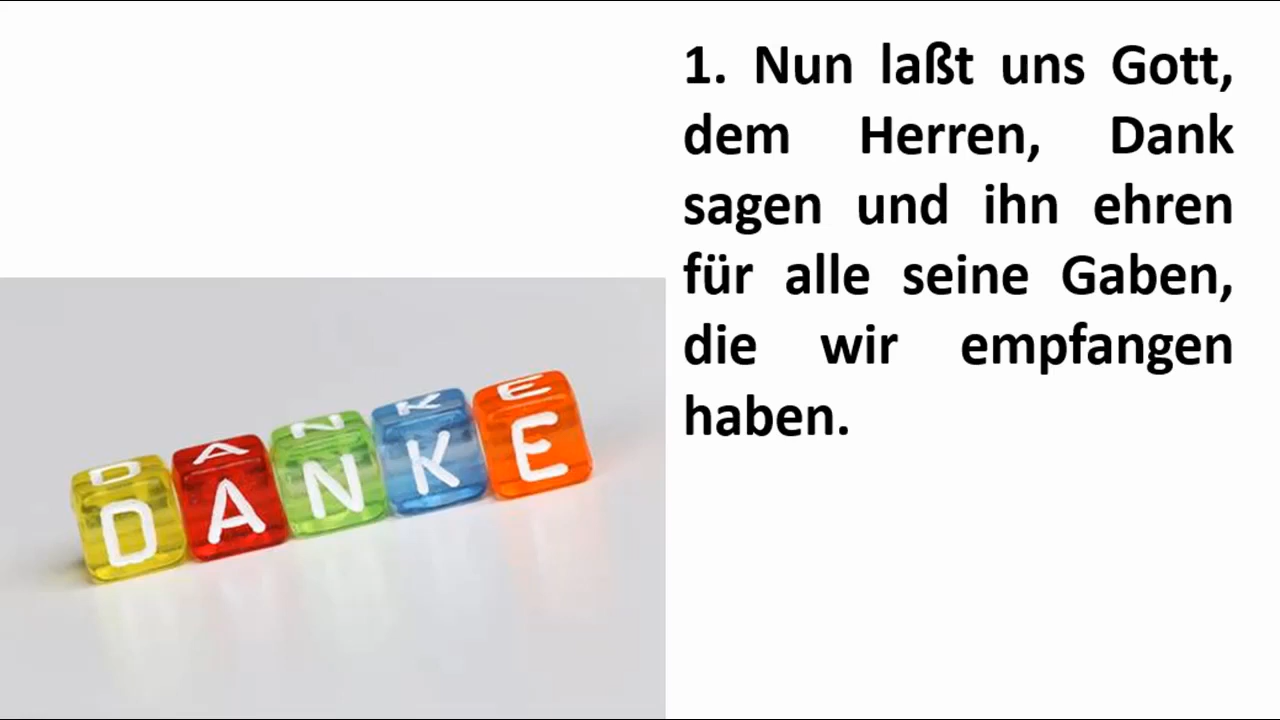 1. Nun laßt uns Gott,
dem Herren, Dank
sagen und ihn ehren
für alle seine Gaben,
die wir empfangen
haben.
D A N K E
DANKE